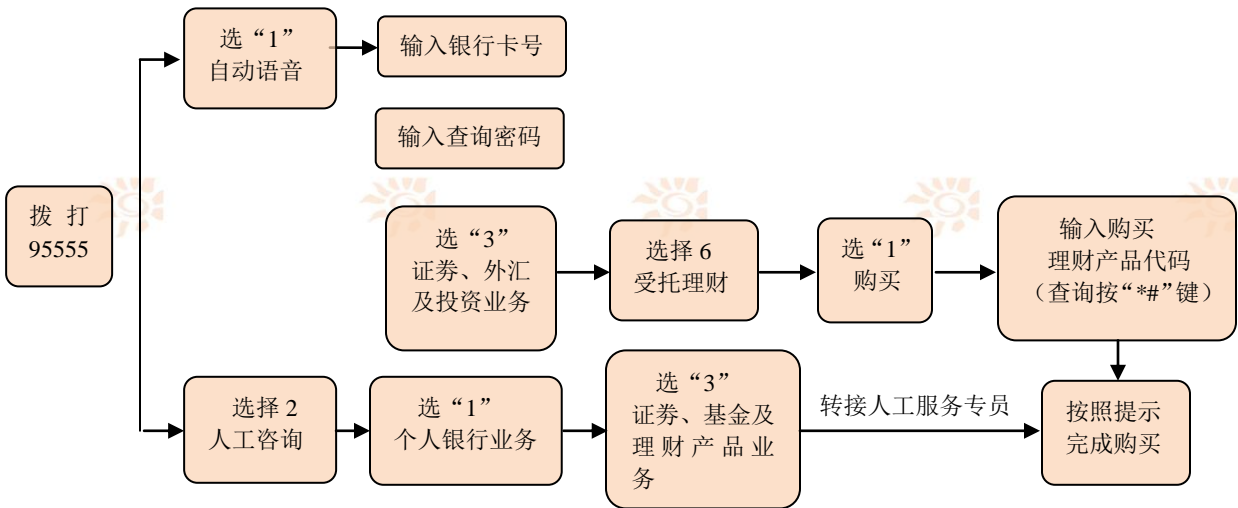 选“1”
自动语音
输入银行卡号
输入查询密码
拨 打
95555
选“3”
证券、外汇
及投资业务
选择 6
受托理财
选“1”
购买
输入购买
理财产品代码
（查询按“*#”键）
选择 2
人工咨询
选“1”
个人银行业务
选“3”
证券、基金及
理财产品业
务
转接人工服务专员
按照提示
完成购买